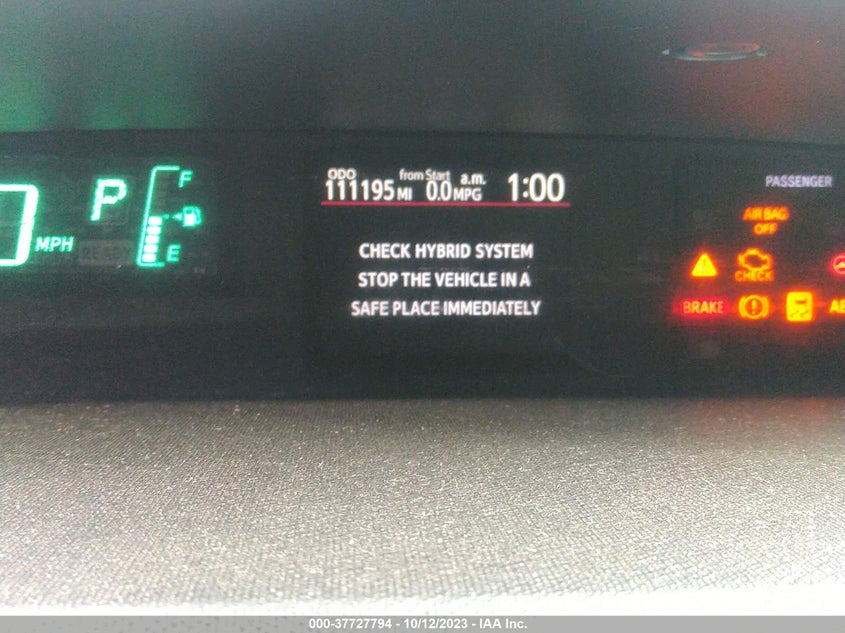 ODO from Start a.m.
111195 MI 0.0 MPG 1:00
PASSENGER
P F
AIR BAG
OFF
MPH READY E
CHECK HYBRID SYSTEM
STOP THE VEHICLE IN A
SAFE PLACE IMMEDIATELY
CHECK
BRAKE
000-37727794 - 10/12/2023 - IAA Inc.